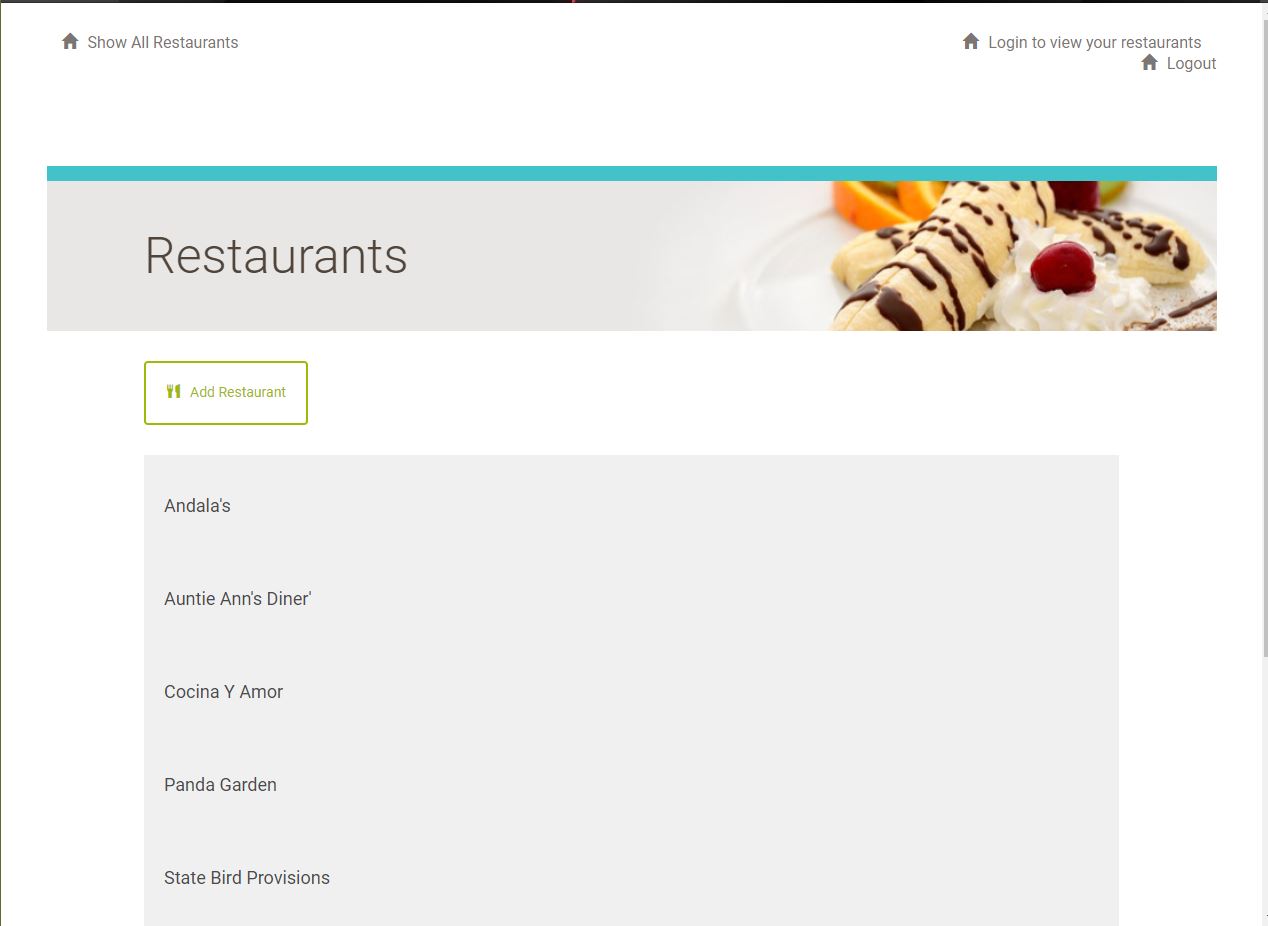 Show All Restaurants
Login to view your restaurants
Logout
Restaurants
Add Restaurant
Andala's
Auntie Ann's Diner'
Cocina Y Amor
Panda Garden
State Bird Provisions